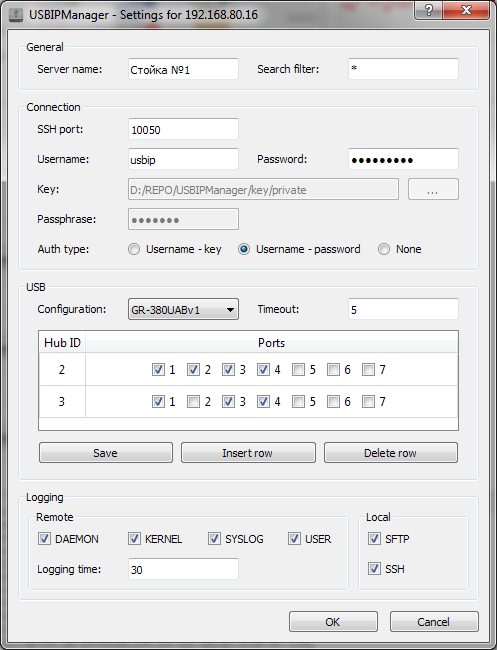 USBIPManager - Settings for 192.168.80.16
General
Server name: Стойка №1 Search filter: *
Connection
SSH port: 10050
Username: usbip Password: ●●●●●●●●●
Key: D:/REPO/USBIPManager/key/private ...
Passphrase: ●●●●●●●
Auth type: Username - key Username - password None
USB
Configuration: GR-380UABv1 Timeout: 5
Hub ID Ports
2 1 2 3 4 5 6 7
3 1 2 3 4 5 6 7
Save Insert row Delete row
Logging
Remote Local
DAEMON KERNEL SYSLOG USER SFTP
Logging time: 30 SSH
OK Cancel